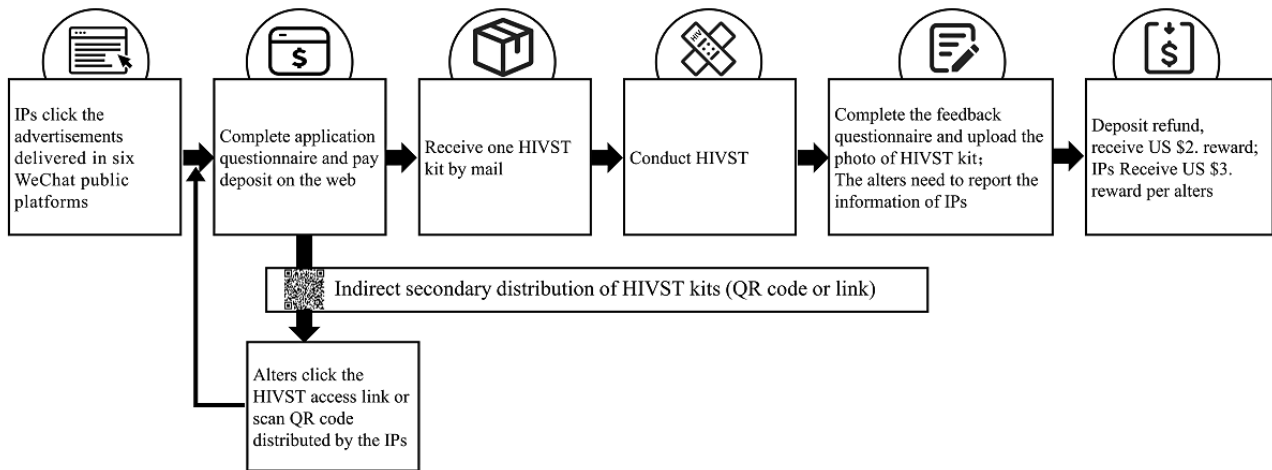 IPs click the
advertisements
delivered in six
WeChat public
platforms
$
Complete application
questionnaire and pay
deposit on the web
Receive one HIVST
kit by mail
HIV
Conduct HIVST
Complete the feedback
questionnaire and upload the
photo of HIVST kit;
The alters need to report the
information of IPs
$
Deposit refund,
receive US $2. reward;
IPs Receive US $3.
reward per alters
Indirect secondary distribution of HIVST kits (QR code or link)
Alters click the
HIVST access link or
scan QR code
distributed by the IPs